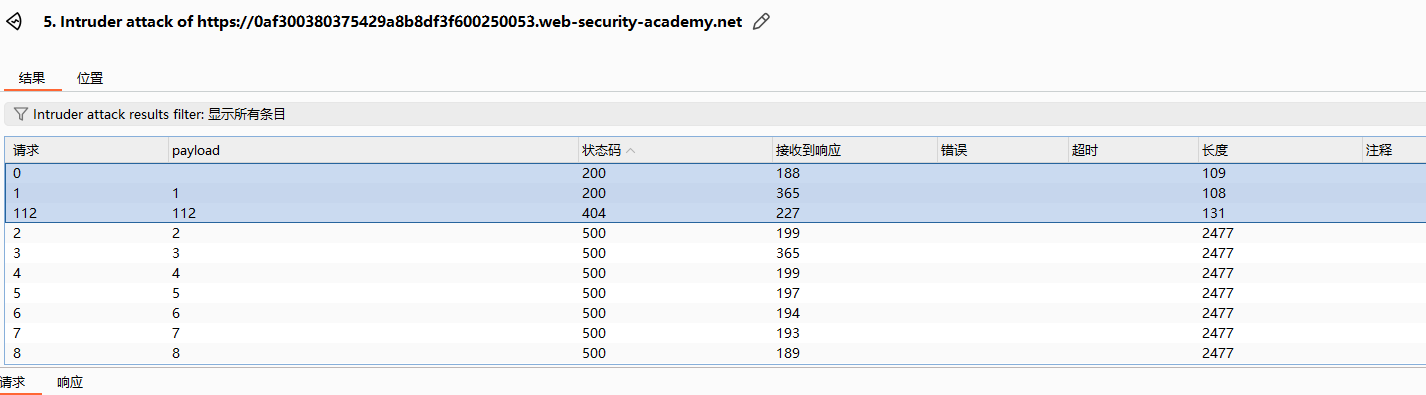 5. Intruder attack of https://0af300380375429a8b8df3f600250053.web-security-academy.net
结果 位置
Intruder attack results filter: 显示所有条目
请求 payload 状态码 接收到响应 错误 超时 长度 注释
0 200 188 109
1 1 200 365 108
112 112 404 227 131
2 2 500 199 2477
3 3 500 365 2477
4 4 500 199 2477
5 5 500 197 2477
6 6 500 194 2477
7 7 500 193 2477
8 8 500 189 2477
请求 响应